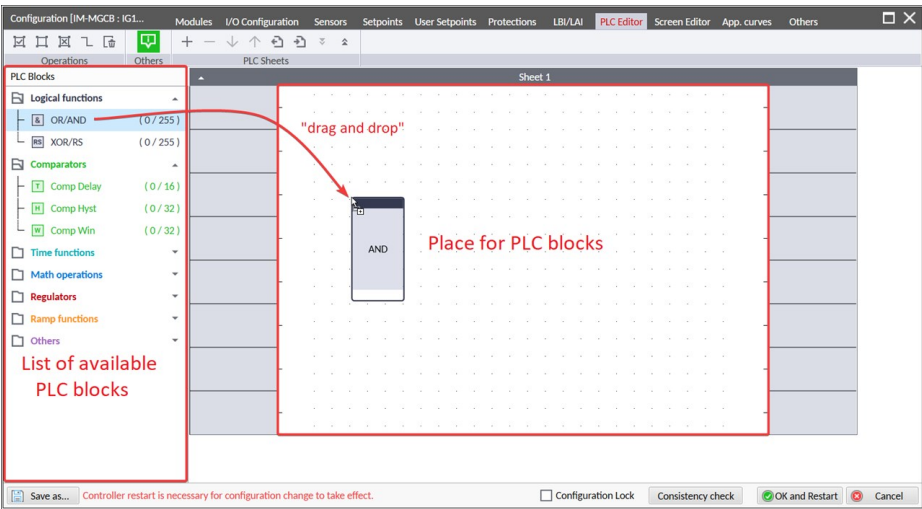 Configuration [IM-MGCB : IG1...
Modules I/O Configuration Sensors Setpoints User Setpoints Protections LBI/LAI PLC Editor Screen Editor App. curves Others
Operations Others PLC Sheets
PLC Blocks
Sheet 1
Logical functions
& OR/AND ( 0 / 255 )
RS XOR/RS ( 0 / 255 )
Comparators
T Comp Delay ( 0 / 16 )
H Comp Hyst ( 0 / 32 )
W Comp Win ( 0 / 32 )
Time functions
Math operations
Regulators
Ramp functions
Others
List of available
PLC blocks
"drag and drop"
AND
Place for PLC blocks
Save as... Controller restart is necessary for configuration change to take effect. Configuration Lock Consistency check OK and Restart Cancel